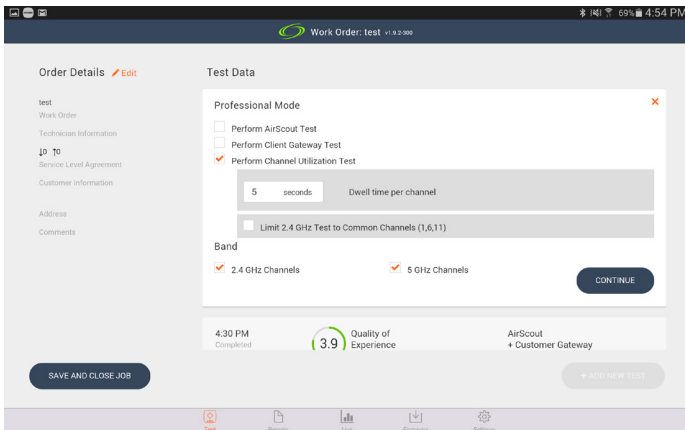 69% 4:54 PM
Work Order: test v1.9.2-300
Order Details Edit
test
Work Order
Technician Information
↓0 ↑0
Service Level Agreement
Customer Information
Address
Comments
SAVE AND CLOSE JOB
Test Data
Professional Mode
Perform AirScout Test
Perform Client Gateway Test
Perform Channel Utilization Test
5 seconds Dwell time per channel
Limit 2.4 GHz Test to Common Channels (1,6,11)
Band
2.4 GHz Channels
5 GHz Channels
CONTINUE
4:30 PM
Completed
3.9
Quality of
Experience
AirScout
+ Customer Gateway
+ ADD NEW TEST
Test
Live
Settings